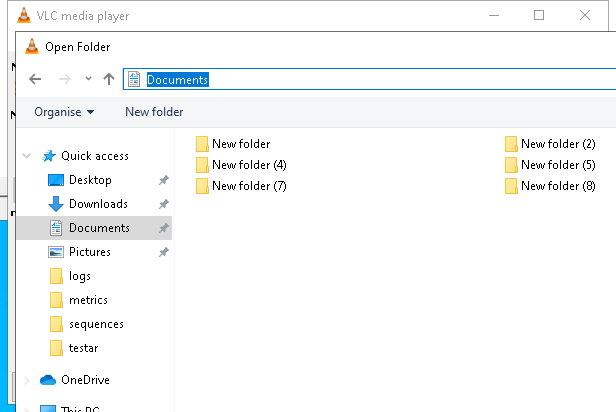 VLC media player
Open Folder
Documents
Organise New folder
Quick access
Desktop
Downloads
Documents
Pictures
logs
metrics
sequences
testar
OneDrive
This PC
New folder New folder (2)
New folder (4) New folder (5)
New folder (7) New folder (8)